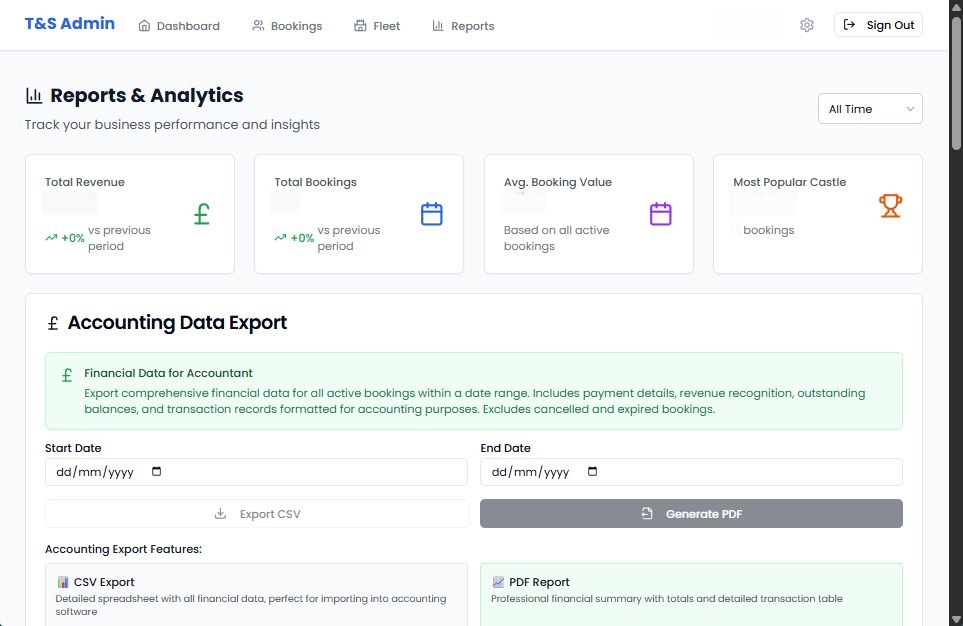 T&S Admin
Dashboard
Bookings
Fleet
Reports
Sign Out
Reports & Analytics
Track your business performance and insights
All Time
Total Revenue
+0% vs previous
period
Total Bookings
+0% vs previous
period
Avg. Booking Value
Based on all active
bookings
Most Popular Castle
bookings
£ Accounting Data Export
£ Financial Data for Accountant
Export comprehensive financial data for all active bookings within a date range. Includes payment details, revenue recognition, outstanding
balances, and transaction records formatted for accounting purposes. Excludes cancelled and expired bookings.
Start Date
dd/mm/yyyy
End Date
dd/mm/yyyy
Export CSV
Generate PDF
Accounting Export Features:
CSV Export
Detailed spreadsheet with all financial data, perfect for importing into accounting
software
PDF Report
Professional financial summary with totals and detailed transaction table